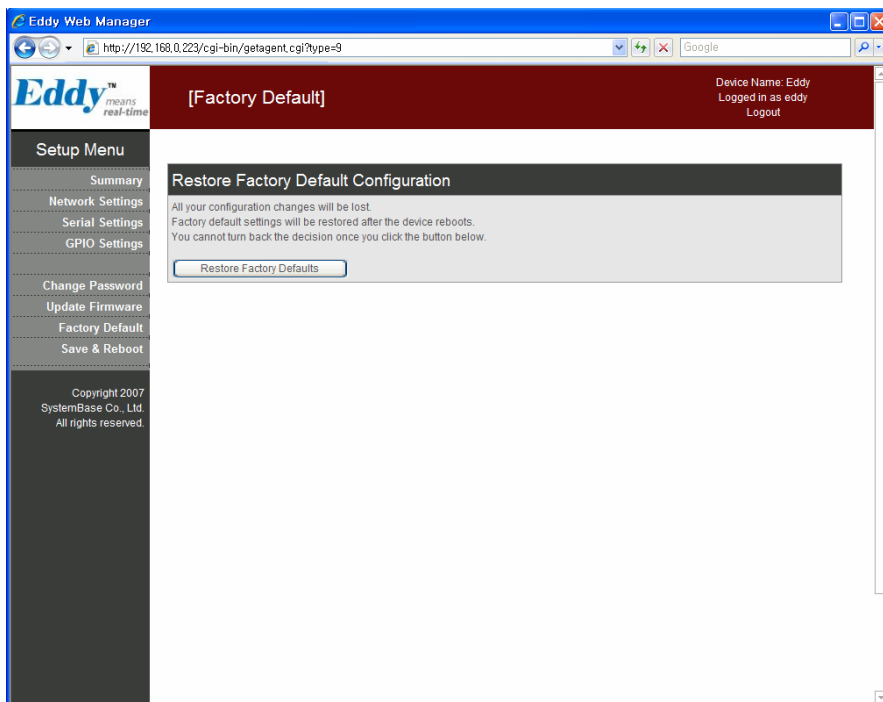 Eddy Web Manager
http://192.168.0.223/cgi-bin/getagent.cgi?type=9
Google
Eddy™
means
real-time
[Factory Default]
Device Name: Eddy
Logged in as eddy
Logout
Setup Menu
Summary
Network Settings
Serial Settings
GPIO Settings
Change Password
Update Firmware
Factory Default
Save & Reboot
Copyright 2007
SystemBase Co., Ltd.
All rights reserved.
Restore Factory Default Configuration
All your configuration changes will be lost.
Factory default settings will be restored after the device reboots.
You cannot turn back the decision once you click the button below.
Restore Factory Defaults